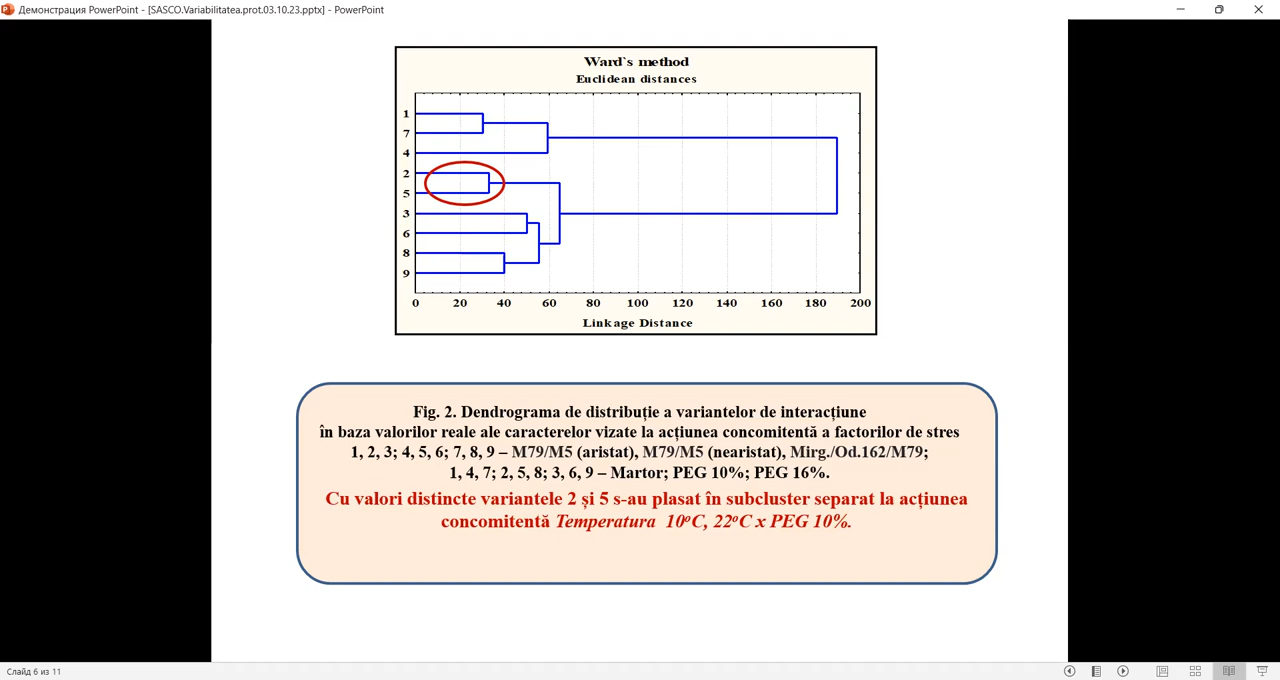 Демонстрация PowerPoint - [SASCO.Variabilitatea.prot.03.10.23.pptx] - PowerPoint
Ward`s method
Euclidean distances
1
7
4
2
5
3
6
8
9
0 20 40 60 80 100 120 140 160 180 200
Linkage Distance
Fig. 2. Dendrograma de distribuție a variantelor de interacțiune
în baza valorilor reale ale caracterelor vizate la acțiunea concomitentă a factorilor de stres
1, 2, 3; 4, 5, 6; 7, 8, 9 – M79/M5 (aristat), M79/M5 (nearistat), Mirg./Od.162/M79;
1, 4, 7; 2, 5, 8; 3, 6, 9 – Martor; PEG 10%; PEG 16%.
Cu valori distincte variantele 2 și 5 s-au plasat în subcluster separat la acțiunea
concomitentă Temperatura 10ºC, 22ºC x PEG 10%.
Слайд 6 из 11